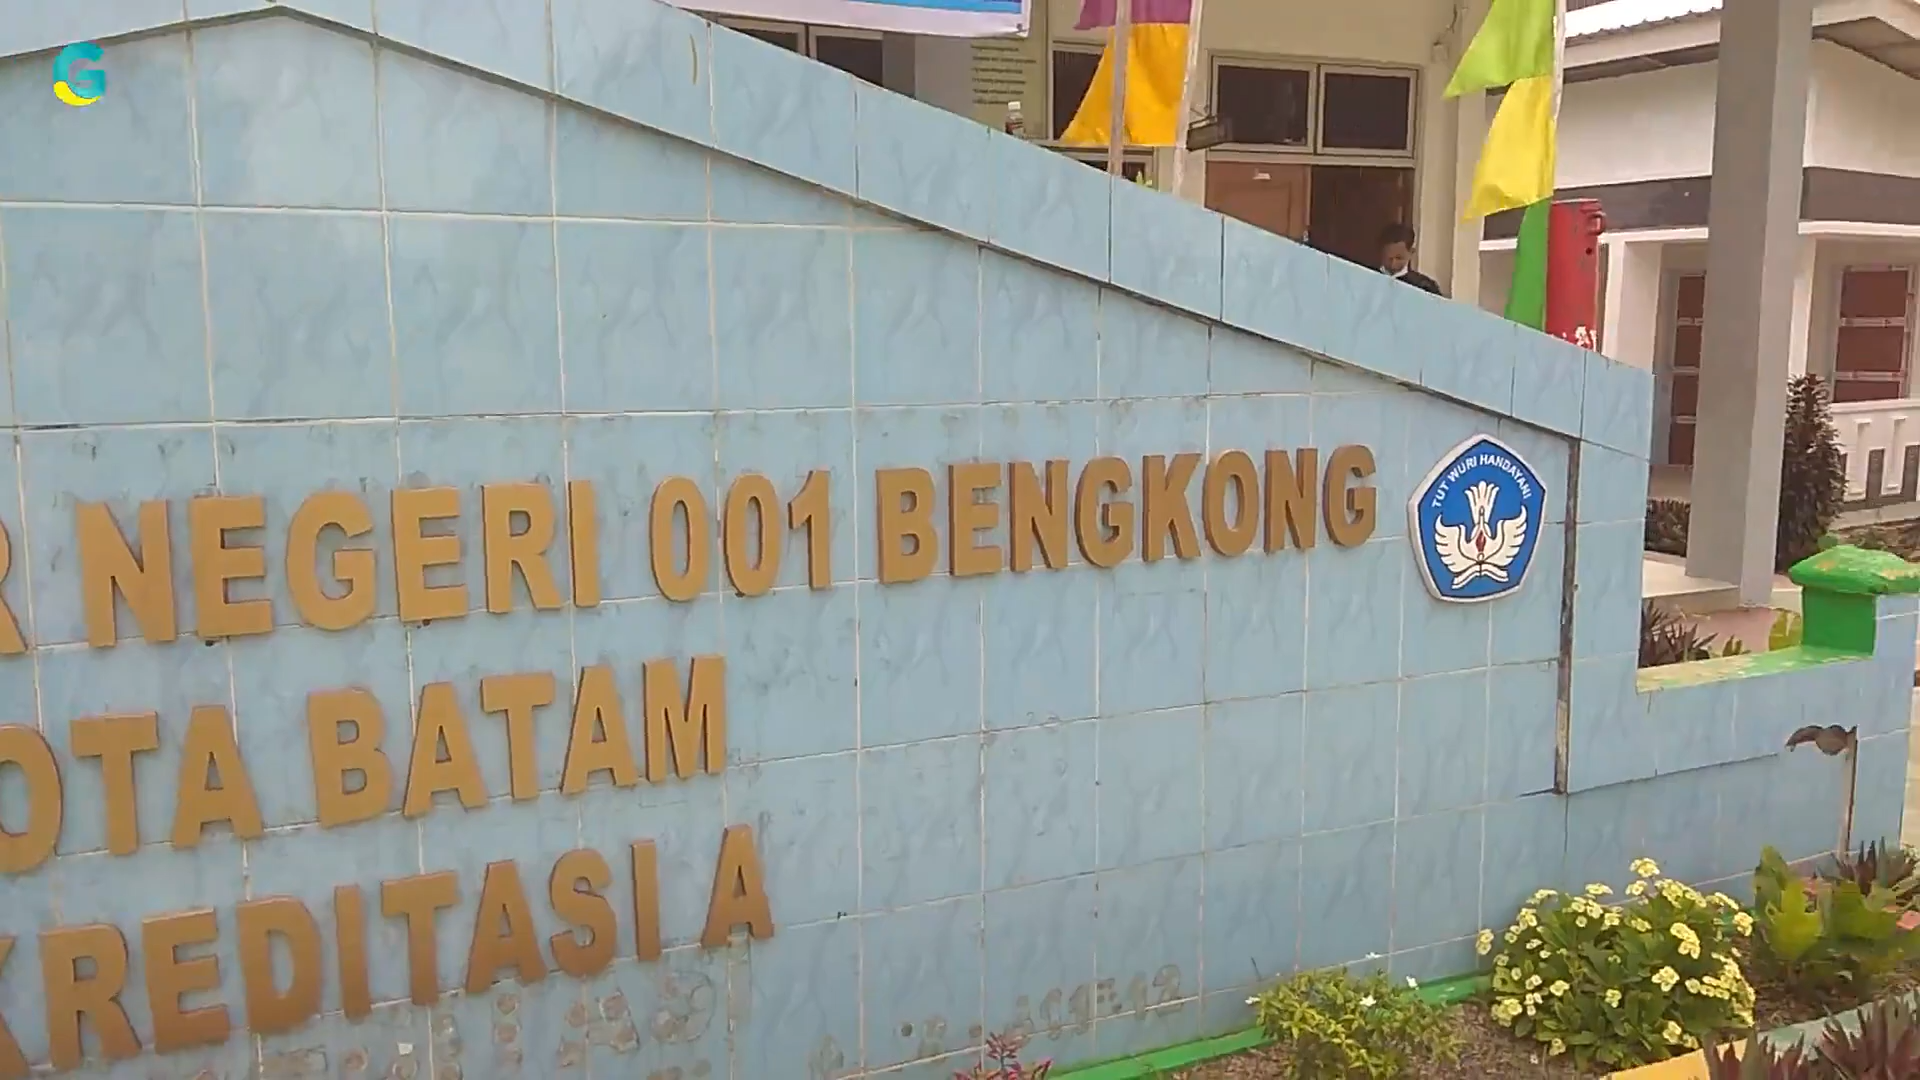 R NEGERI 001 BENGKONG
TUT WURI HANDAYANI
OTA BATAM
KREDITASI A